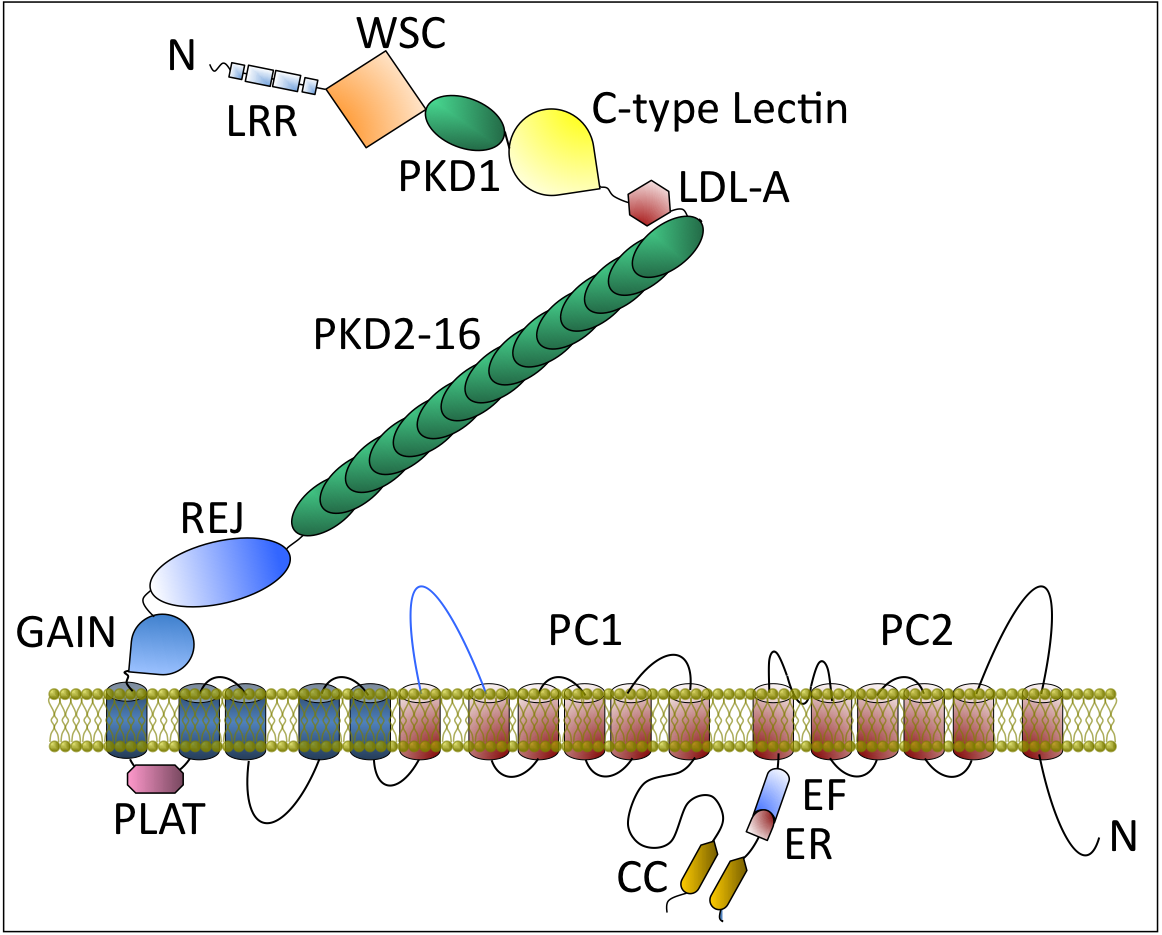 WSC
N
LRR
C-type Lectin
PKD1
LDL-A
PKD2-16
REJ
GAIN
PC1
PC2
PLAT
EF
ER
N
CC